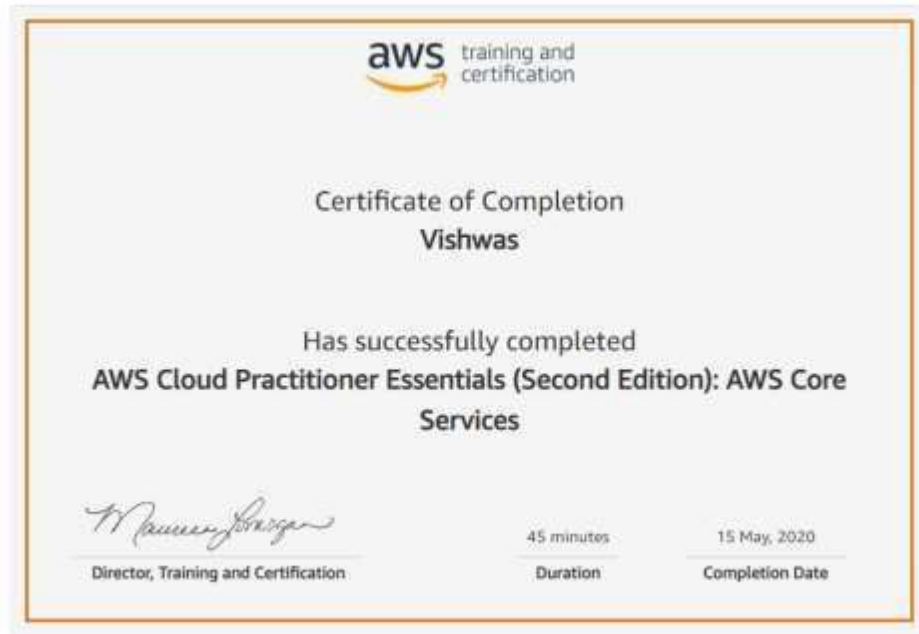 aws training and
certification
Certificate of Completion
Vishwas
Has successfully completed
AWS Cloud Practitioner Essentials (Second Edition): AWS Core
Services
45 minutes
15 May, 2020
Director, Training and Certification
Duration
Completion Date